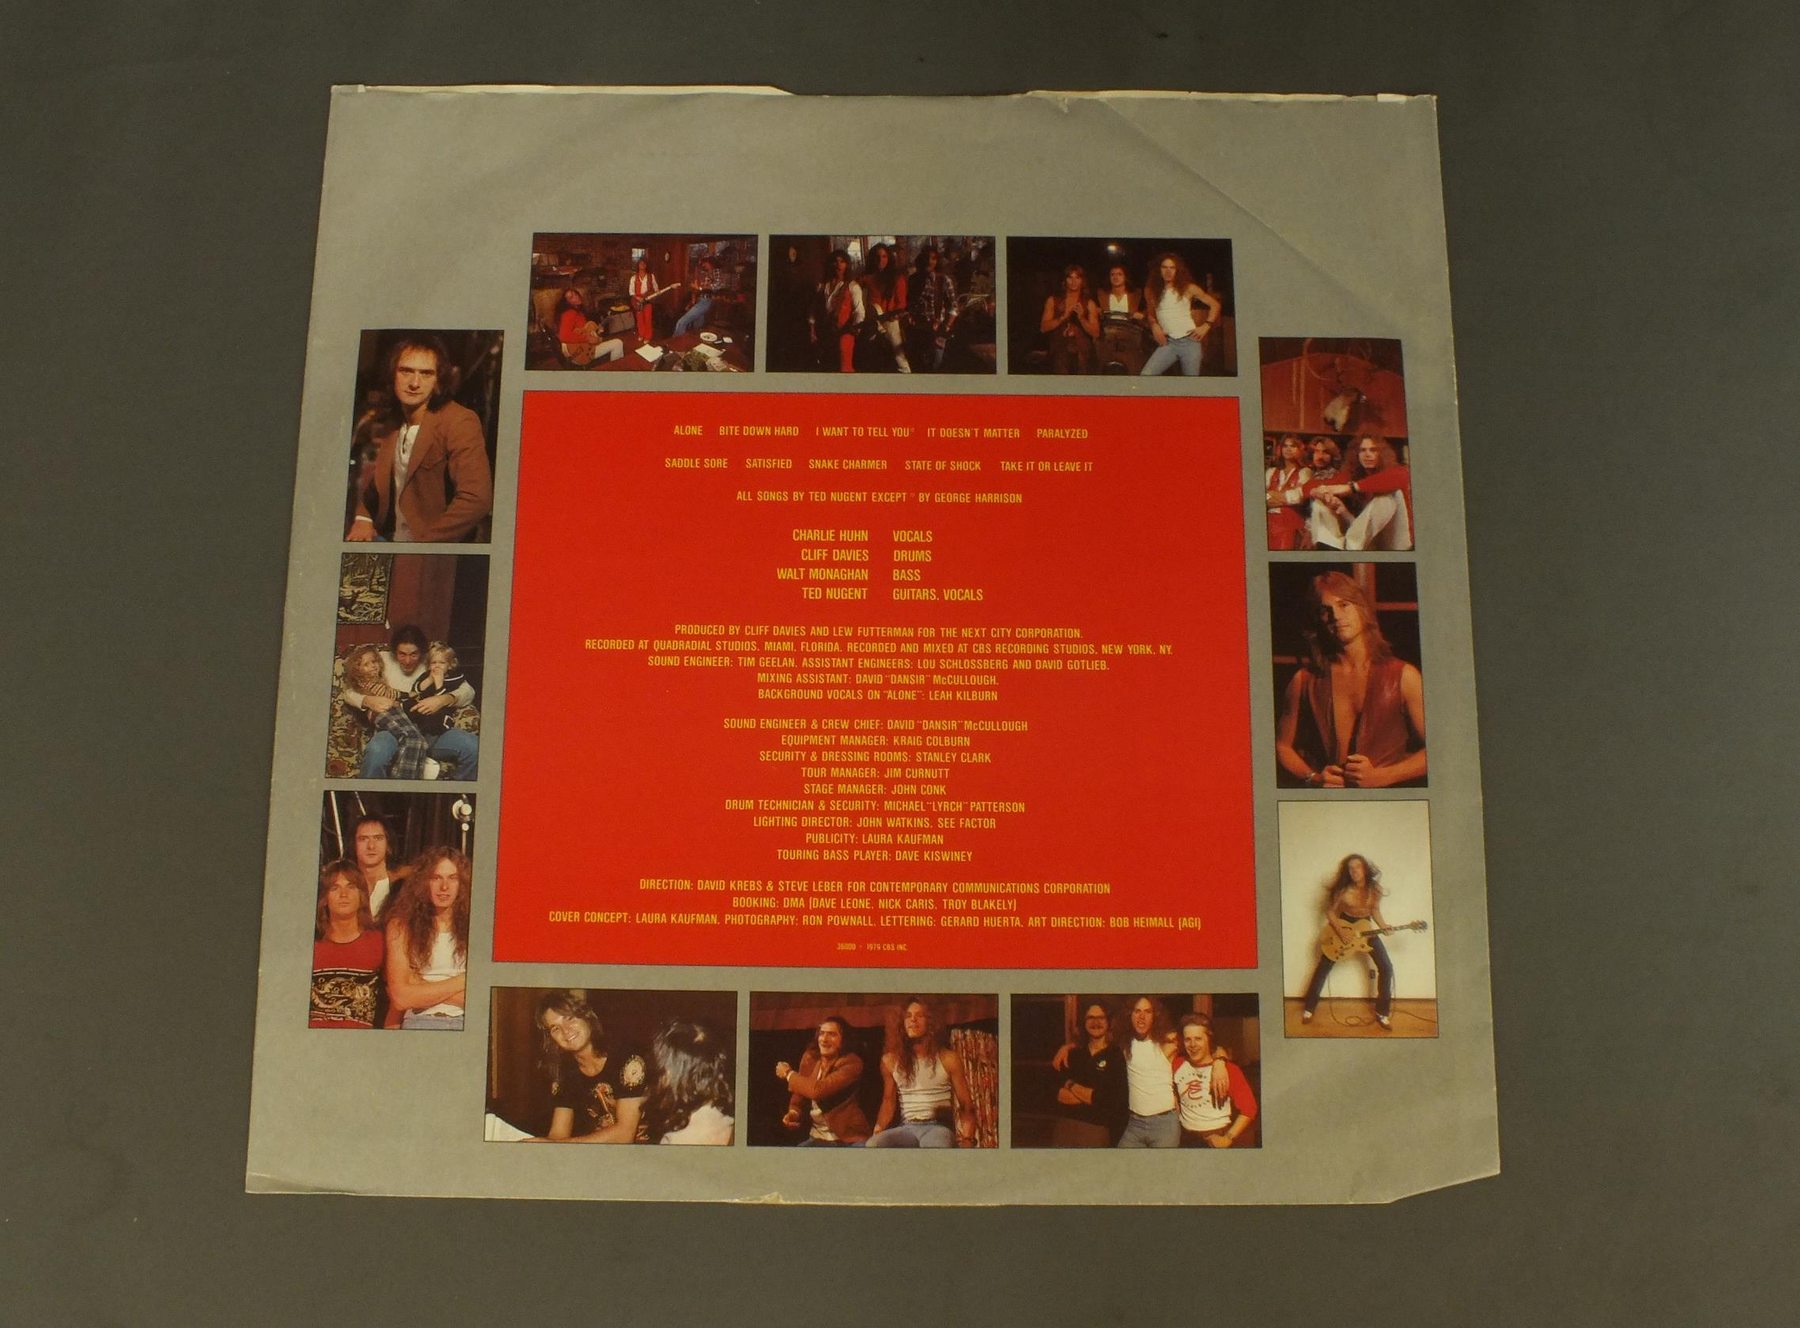 ALONE BITE DOWN HARD I WANT TO TELL YOU* IT DOESN'T MATTER PARALYZED
SADDLE SORE SATISFIED SNAKE CHARMER STATE OF SHOCK TAKE IT OR LEAVE IT
ALL SONGS BY TED NUGENT EXCEPT * BY GEORGE HARRISON
CHARLIE HUHN VOCALS
CLIFF DAVIES DRUMS
WALT MONAGHAN BASS
TED NUGENT GUITARS, VOCALS
PRODUCED BY CLIFF DAVIES AND LEW FUTTERMAN FOR THE NEXT CITY CORPORATION.
RECORDED AT QUADRADIAL STUDIOS, MIAMI, FLORIDA. RECORDED AND MIXED AT CBS RECORDING STUDIOS, NEW YORK, NY.
SOUND ENGINEER: TIM GEELAN. ASSISTANT ENGINEERS: LOU SCHLOSSBERG AND DAVID GOTLIEB.
MIXING ASSISTANT: DAVID "DANSIR" McCULLOUGH.
BACKGROUND VOCALS ON "ALONE": LEAH KILBURN
SOUND ENGINEER & CREW CHIEF: DAVID "DANSIR" McCULLOUGH
EQUIPMENT MANAGER: KRAIG COLBURN
SECURITY & DRESSING ROOMS: STANLEY CLARK
TOUR MANAGER: JIM CURNUTT
STAGE MANAGER: JOHN CONK
DRUM TECHNICIAN & SECURITY: MICHAEL "LYRCH" PATTERSON
LIGHTING DIRECTOR: JOHN WATKINS, SEE FACTOR
PUBLICITY: LAURA KAUFMAN
TOURING BASS PLAYER: DAVE KISWINEY
DIRECTION: DAVID KREBS & STEVE LEBER FOR CONTEMPORARY COMMUNICATIONS CORPORATION
BOOKING: DMA (DAVE LEONE, NICK CARIS, TROY BLAKELY)
COVER CONCEPT: LAURA KAUFMAN, PHOTOGRAPHY: RON POWNALL, LETTERING: GERARD HUERTA, ART DIRECTION: BOB HEIMALL (AGI)
36000 · 1979 CBS INC.